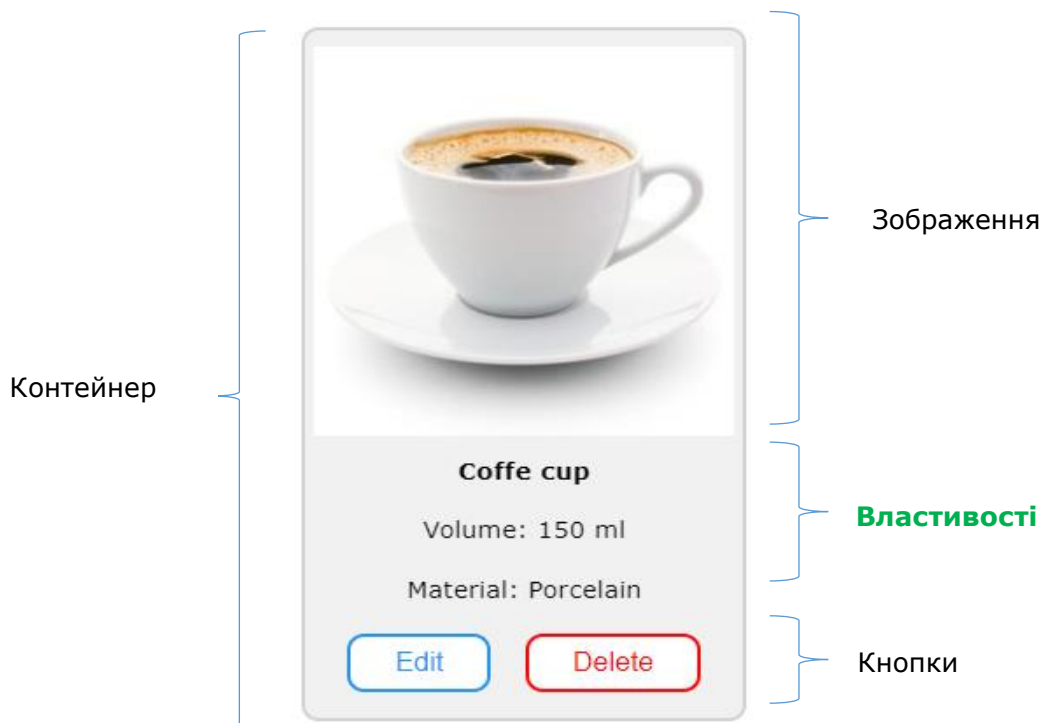 Зображення
Контейнер
Coffe cup
Volume: 150 ml
Властивості
Material: Porcelain
Edit
Delete
Кнопки